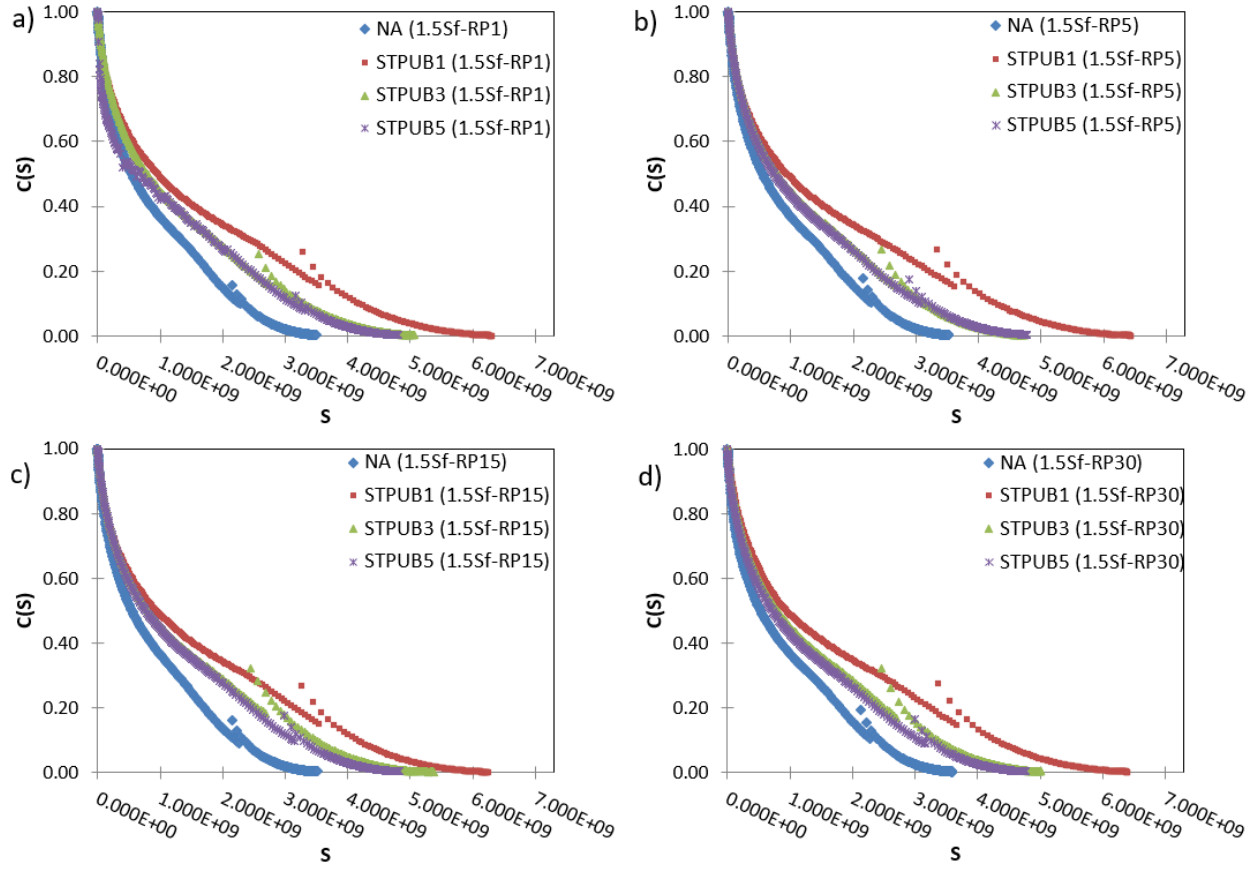 a)
1.00
0.80
0.60
0.40
0.20
0.00
C(S)
NA (1.5Sf-RP1)
STPUB1 (1.5Sf-RP1)
STPUB3 (1.5Sf-RP1)
STPUB5 (1.5Sf-RP1)
0.000E+00
1.000E+09
2.000E+09
3.000E+09
4.000E+09
5.000E+09
6.000E+09
7.000E+09
S
b)
1.00
0.80
0.60
0.40
0.20
0.00
C(S)
NA (1.5Sf-RP5)
STPUB1 (1.5Sf-RP5)
STPUB3 (1.5Sf-RP5)
STPUB5 (1.5Sf-RP5)
0.000E+00
1.000E+09
2.000E+09
3.000E+09
4.000E+09
5.000E+09
6.000E+09
7.000E+09
S
c)
1.00
0.80
0.60
0.40
0.20
0.00
C(S)
NA (1.5Sf-RP15)
STPUB1 (1.5Sf-RP15)
STPUB3 (1.5Sf-RP15)
STPUB5 (1.5Sf-RP15)
0.000E+00
1.000E+09
2.000E+09
3.000E+09
4.000E+09
5.000E+09
6.000E+09
7.000E+09
S
d)
1.00
0.80
0.60
0.40
0.20
0.00
C(S)
NA (1.5Sf-RP30)
STPUB1 (1.5Sf-RP30)
STPUB3 (1.5Sf-RP30)
STPUB5 (1.5Sf-RP30)
0.000E+00
1.000E+09
2.000E+09
3.000E+09
4.000E+09
5.000E+09
6.000E+09
7.000E+09
S